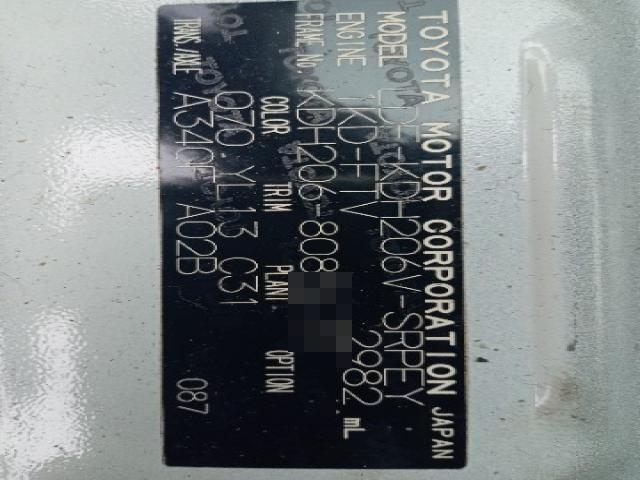 TOYOTA MOTOR CORPORATION JAPAN
MODEL LDF-KDH206V-SRPEY
ENGINE 1KD-FTV 2982 mL
FRAME No. KDH206-808
COLOR TRIM PLANT OPTION
070 YL13 C31
TRANS./AXLE A340E A02B 087